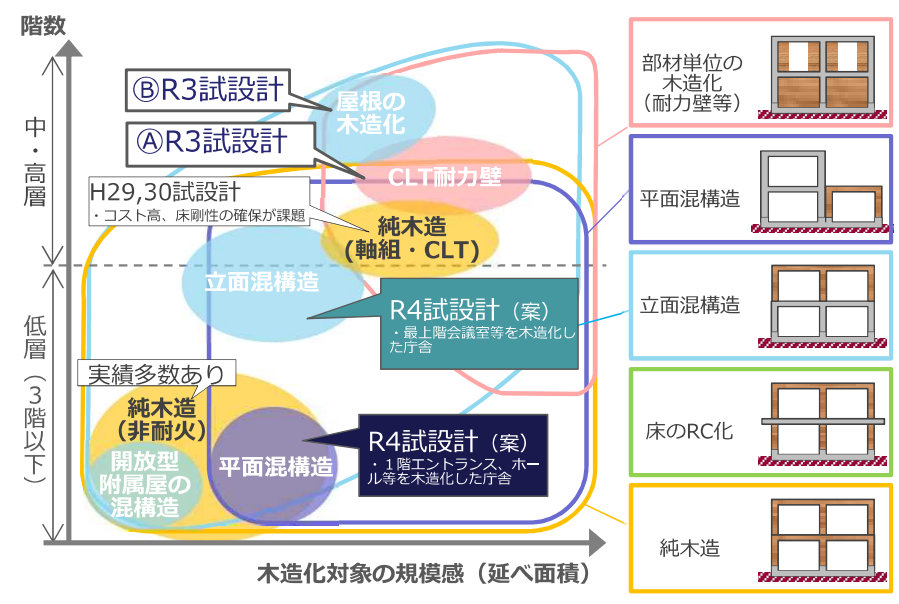 階数
中・高層
低層（３階以下）
ⒷR3試設計
ⒶR3試設計
H29,30試設計
・コスト高、床剛性の確保が課題
屋根の
木造化
CLT耐力壁
純木造
(軸組・CLT)
立面混構造
R4試設計（案）
・最上階会議室等を木造化し
た庁舎
実績多数あり
純木造
(非耐火)
開放型
附属屋の
混構造
平面混構造
R4試設計（案）
・１階エントランス、ホー
ル等を木造化した庁舎
木造化対象の規模感（延べ面積）
部材単位の
木造化
（耐力壁等）
平面混構造
立面混構造
床のRC化
純木造